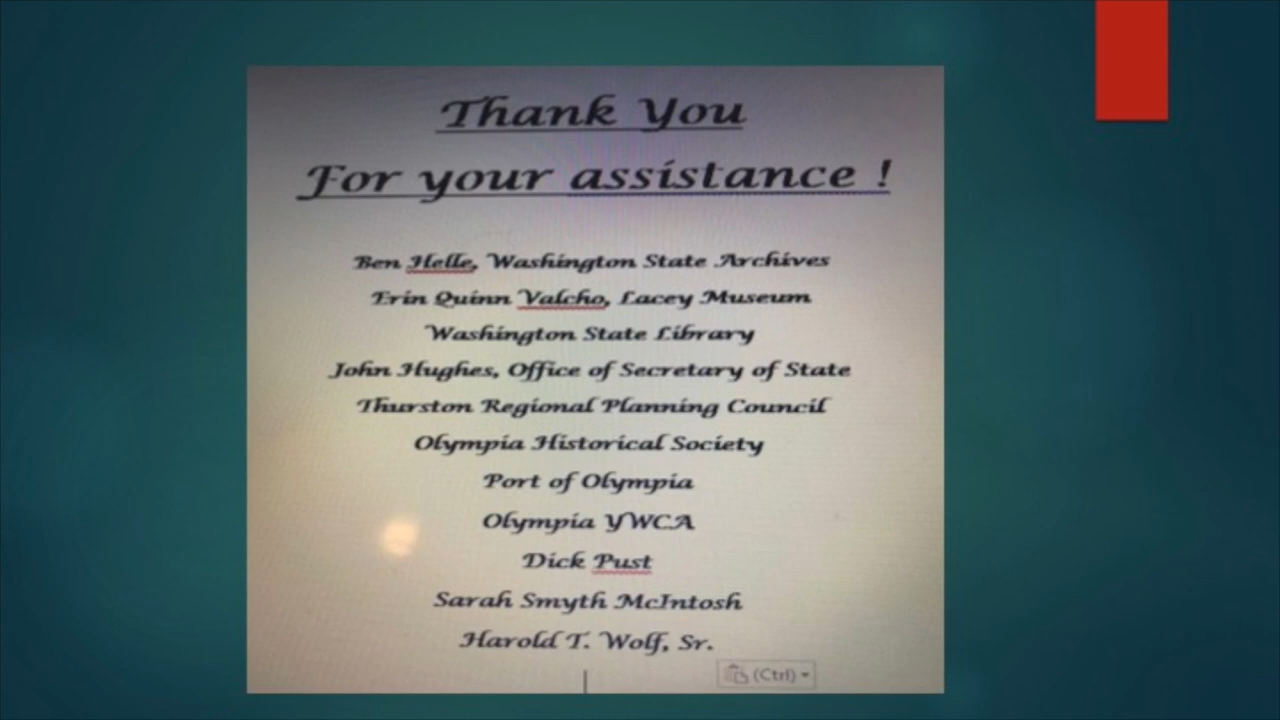 Thank You
For your assistance !
Ben Helle, Washington State Archives
Erin Quinn Valcho, Lacey Museum
Washington State Library
John Hughes, Office of Secretary of State
Thurston Regional Planning Council
Olympia Historical Society
Port of Olympia
Olympia YWCA
Dick Pust
Sarah Smyth McIntosh
Harold T. Wolf, Sr.
(Ctrl)